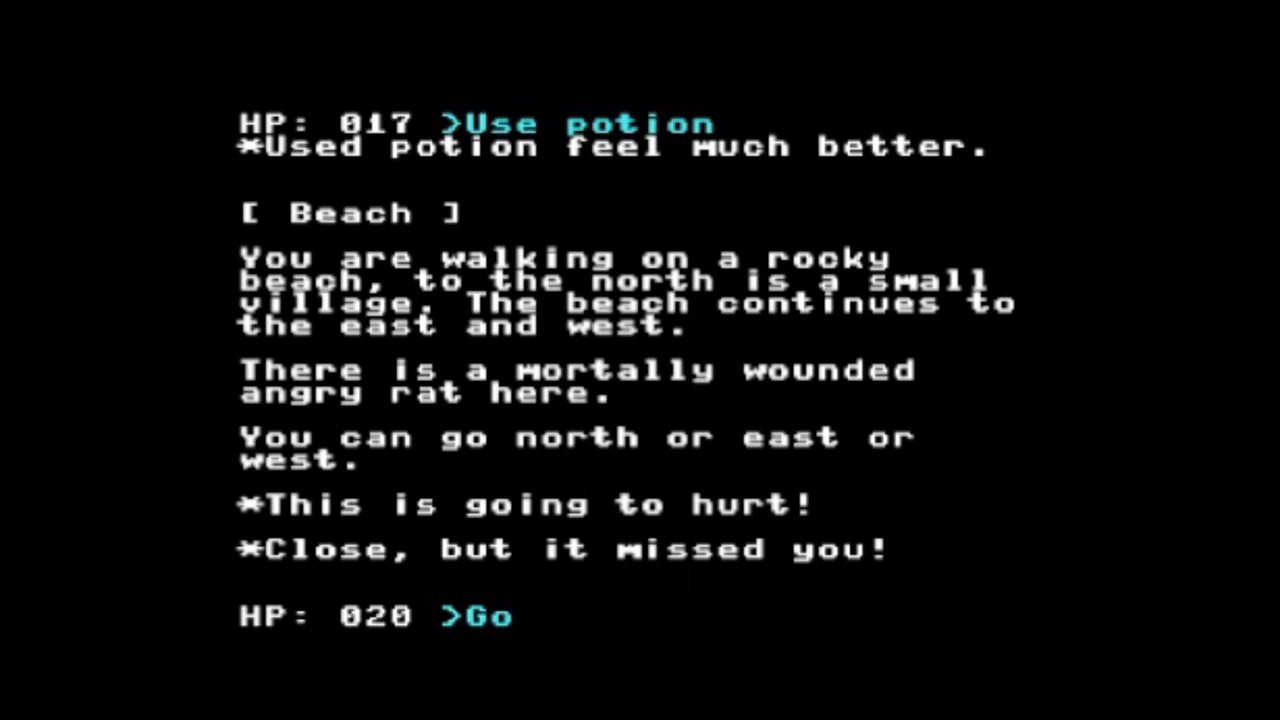 HP: 017 >Use potion
*Used potion feel much better.
[ Beach ]
You are walking on a rocky
beach, to the north is a small
village. The beach continues to
the east and west.
There is a mortally wounded
angry rat here.
You can go north or east or
west.
*This is going to hurt!
*Close, but it missed you!
HP: 020 >Go